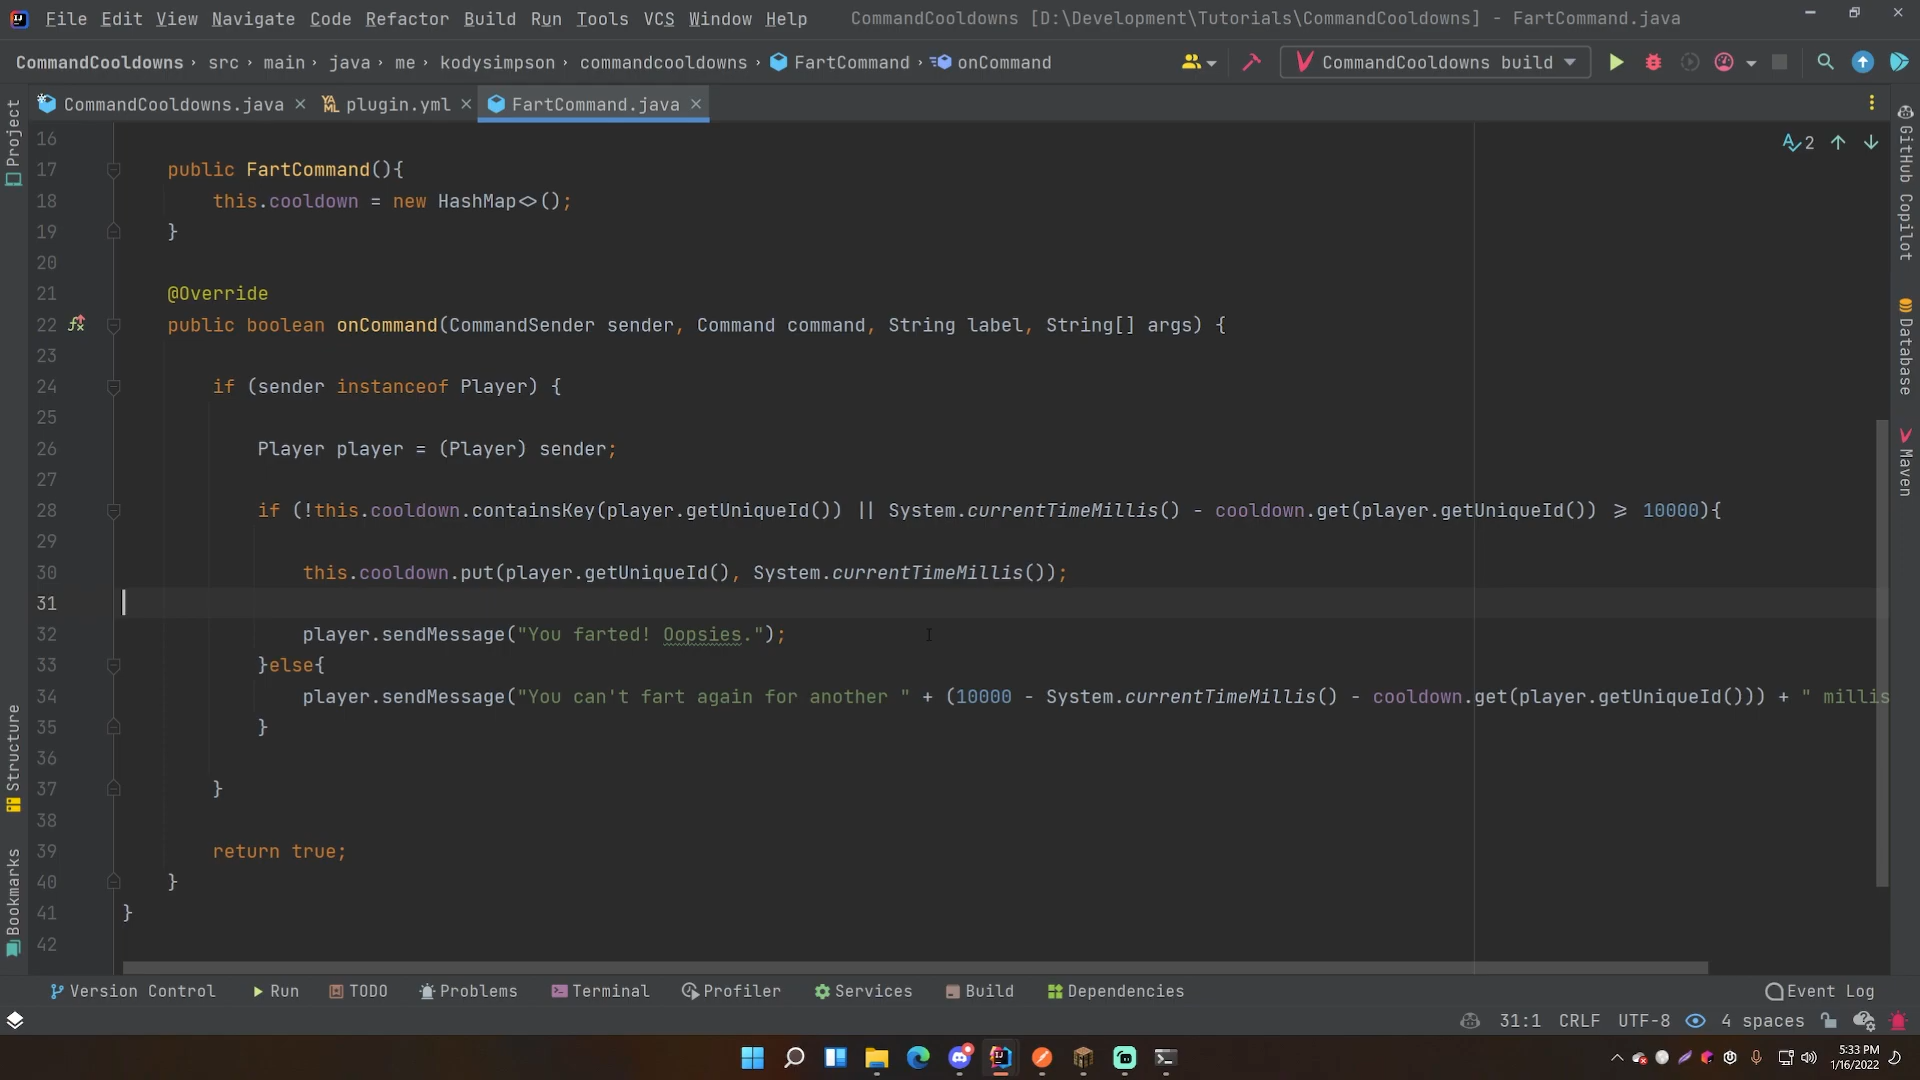 File Edit View Navigate Code Refactor Build Run Tools VCS Window Help CommandCooldowns [D:\Development\Tutorials\CommandCooldowns] - FartCommand.java
CommandCooldowns › src › main › java › me › kodysimpson › commandcooldowns › FartCommand › onCommand CommandCooldowns build
CommandCooldowns.java plugin.yml FartCommand.java
2
16
17 public FartCommand(){
18 this.cooldown = new HashMap<>();
19 }
20
21 @Override
22 public boolean onCommand(CommandSender sender, Command command, String label, String[] args) {
23
24 if (sender instanceof Player) {
25
26 Player player = (Player) sender;
27
28 if (!this.cooldown.containsKey(player.getUniqueId()) || System.currentTimeMillis() - cooldown.get(player.getUniqueId()) ≥ 10000){
29
30 this.cooldown.put(player.getUniqueId(), System.currentTimeMillis());
31
32 player.sendMessage("You farted! Oopsies.");
33 }else{
34 player.sendMessage("You can't fart again for another " + (10000 - System.currentTimeMillis() - cooldown.get(player.getUniqueId())) + " millis
35 }
36
37 }
38
39 return true;
40 }
41 }
42
Project
Structure
Bookmarks
GitHub Copilot
Database
Maven
Version Control Run TODO Problems Terminal Profiler Services Build Dependencies Event Log
31:1 CRLF UTF-8 4 spaces
5:33 PM
1/16/2022